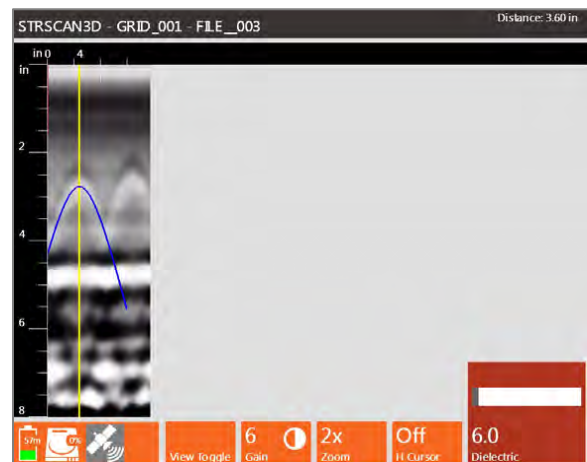 STRSCAN3D - GRID_001 - FILE__003
Distance: 3.60 in
in 0 4
in
2
4
6
8
57m
0%
View Toggle
6
Gain
2x
Zoom
Off
H Cursor
6.0
Dielectric